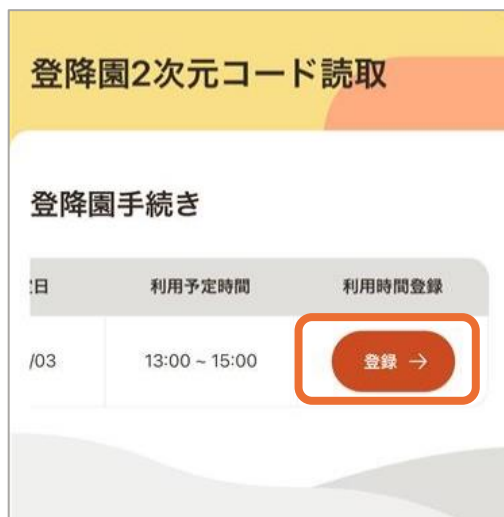 登降園2次元コード読取
登降園手続き
日 利用予定時間 利用時間登録
/03 13:00 ~ 15:00 登録 →